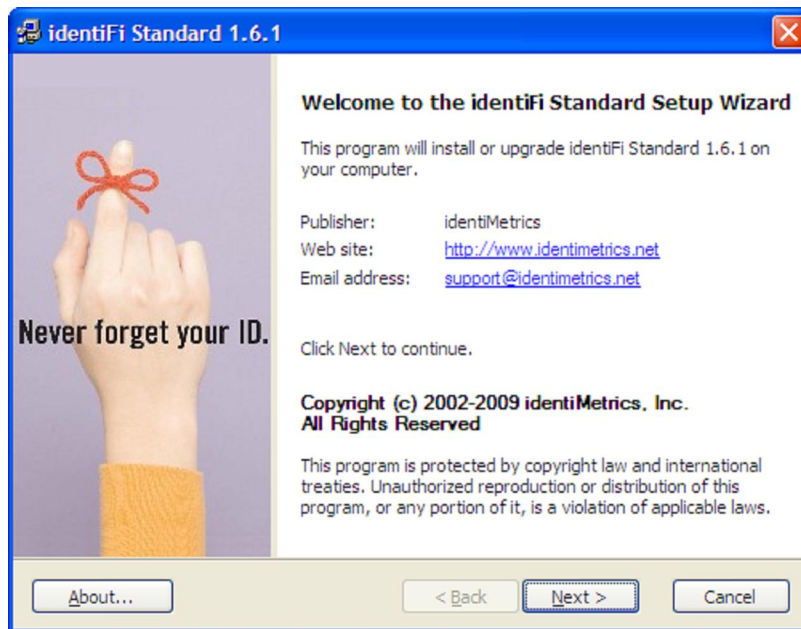 identiFi Standard 1.6.1
Welcome to the identiFi Standard Setup Wizard
This program will install or upgrade identiFi Standard 1.6.1 on
your computer.
Publisher: identiMetrics
Web site: http://www.identimetrics.net
Email address: support@identimetrics.net
Never forget your ID.
Click Next to continue.
Copyright (c) 2002-2009 identiMetrics, Inc.
All Rights Reserved
This program is protected by copyright law and international
treaties. Unauthorized reproduction or distribution of this
program, or any portion of it, is a violation of applicable laws.
About... < Back Next > Cancel